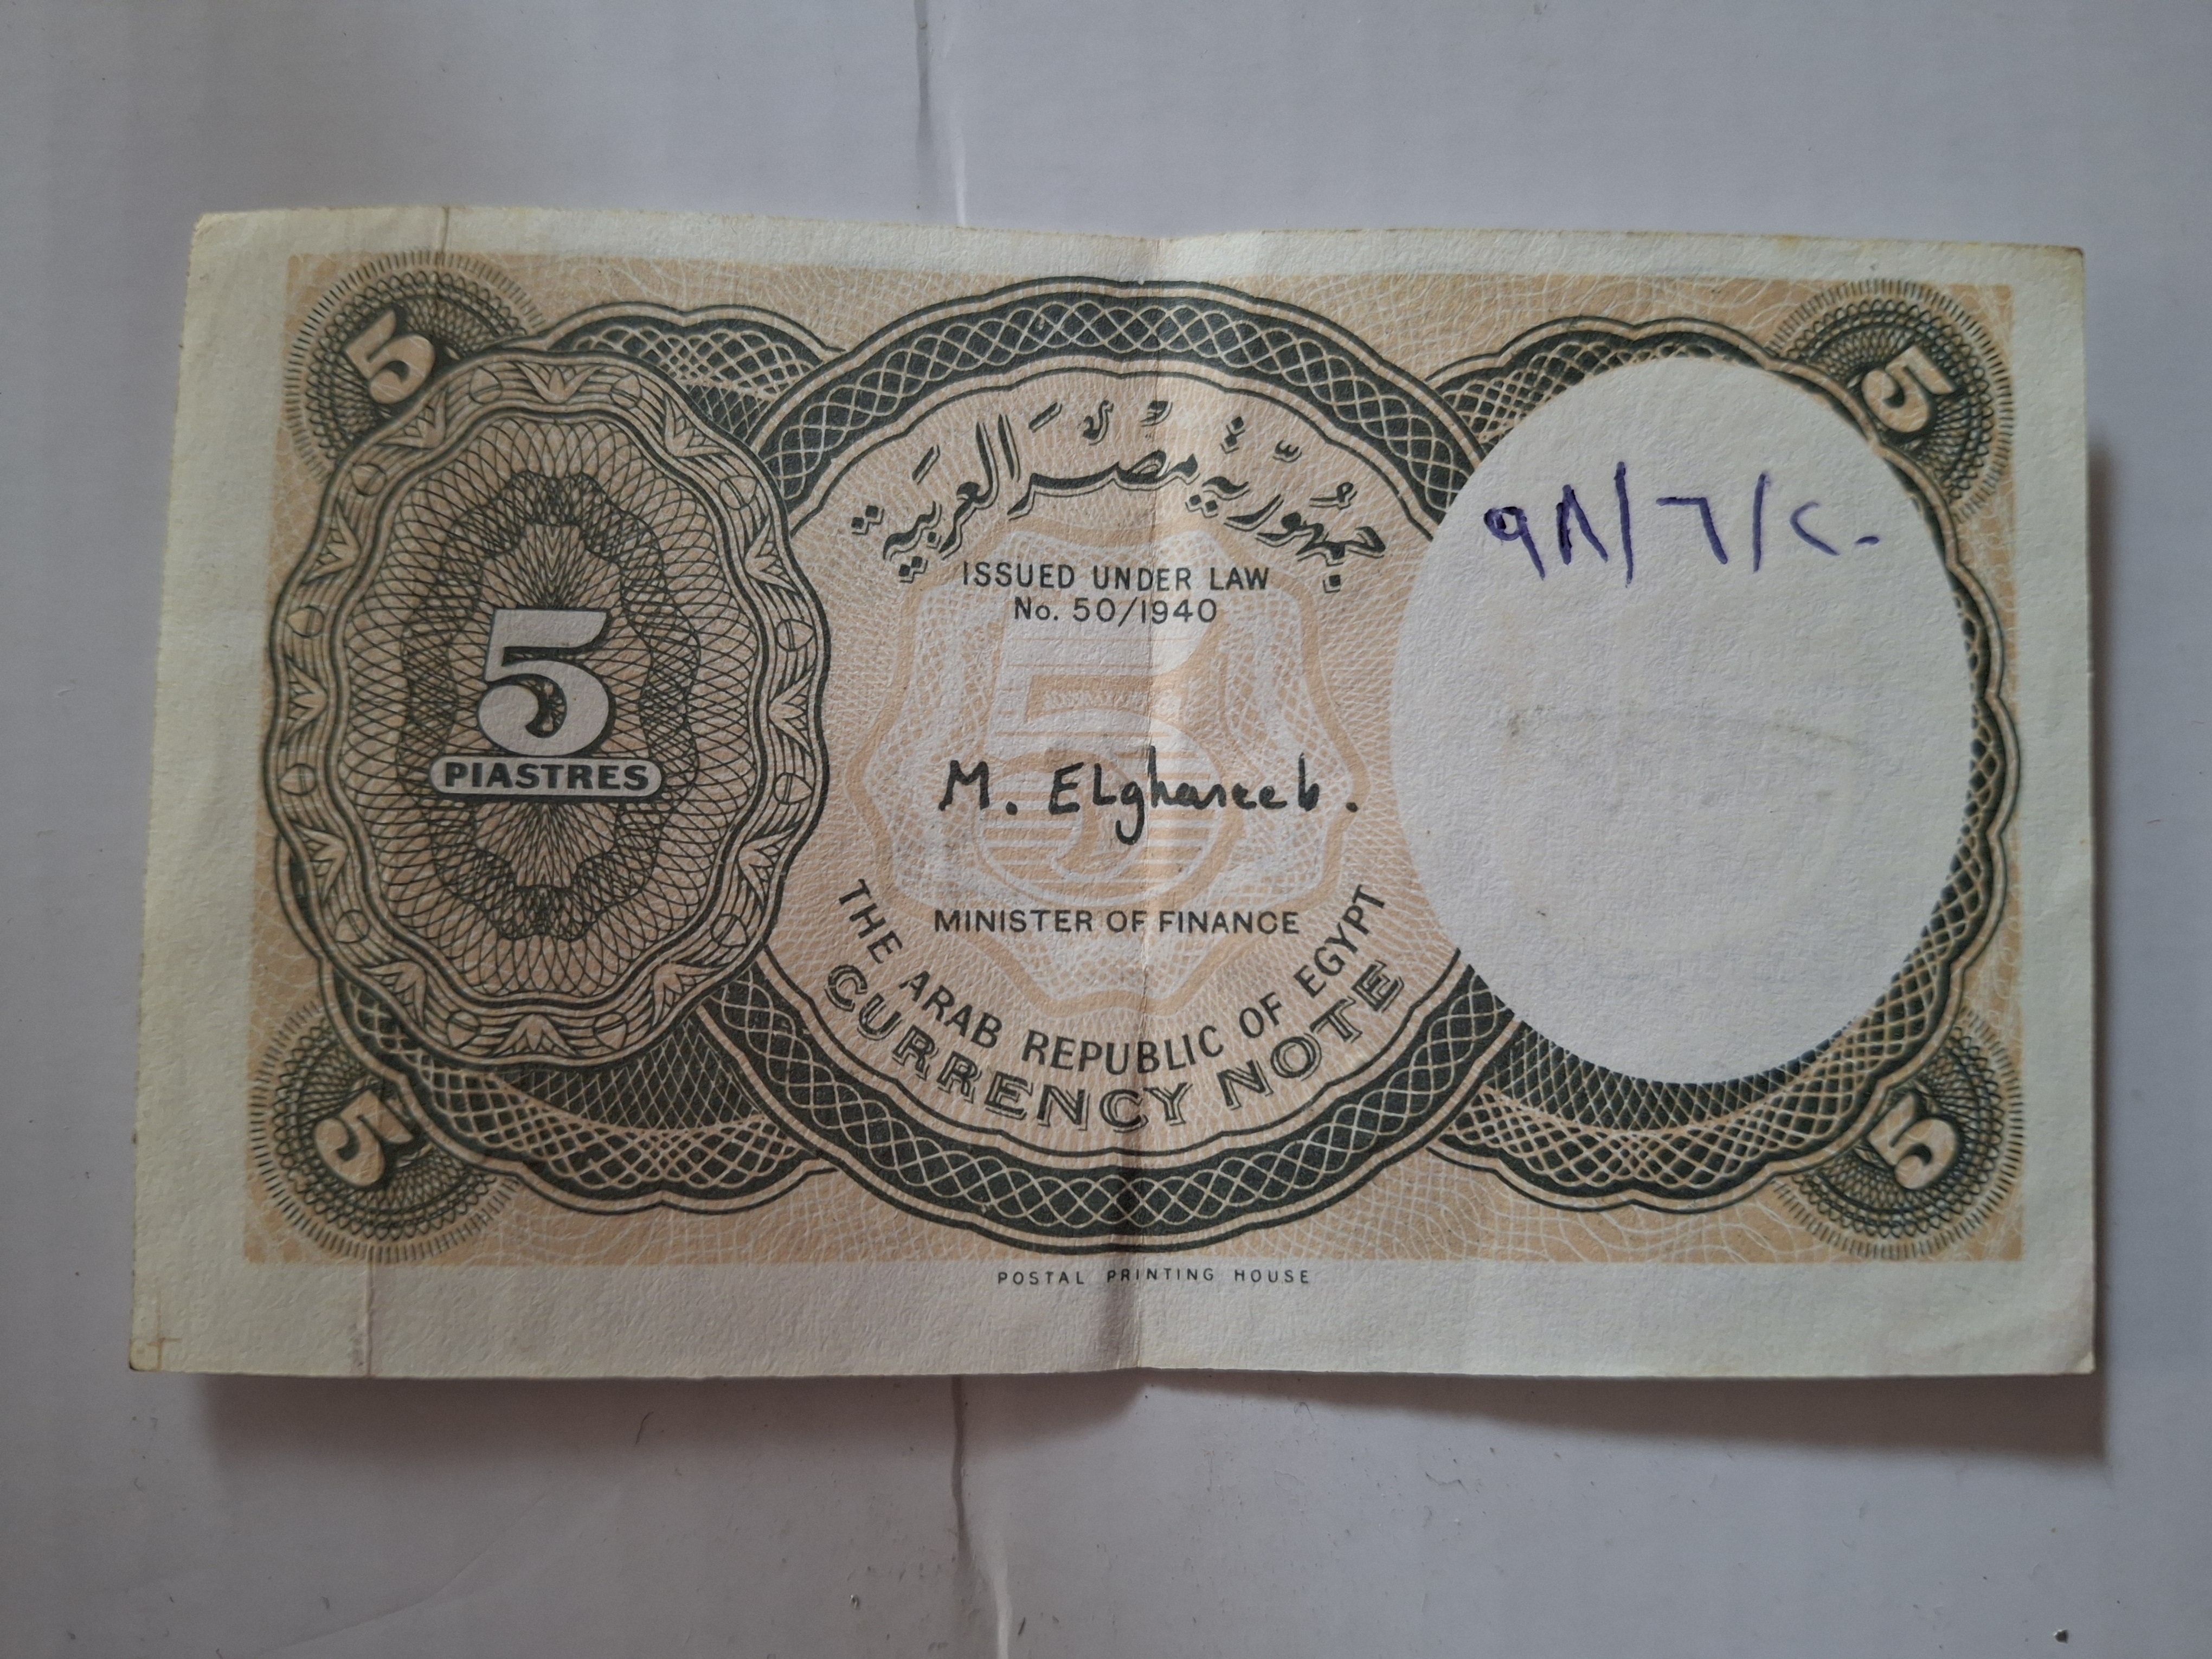 5
5
جمهورية مصر العربية
٩٨/٦/٢٠
ISSUED UNDER LAW
No. 50/1940
5
PIASTRES
5
M. ELghareeb.
MINISTER OF FINANCE
THE ARAB REPUBLIC OF EGYPT
CURRENCY NOTE
5
5
POSTAL PRINTING HOUSE